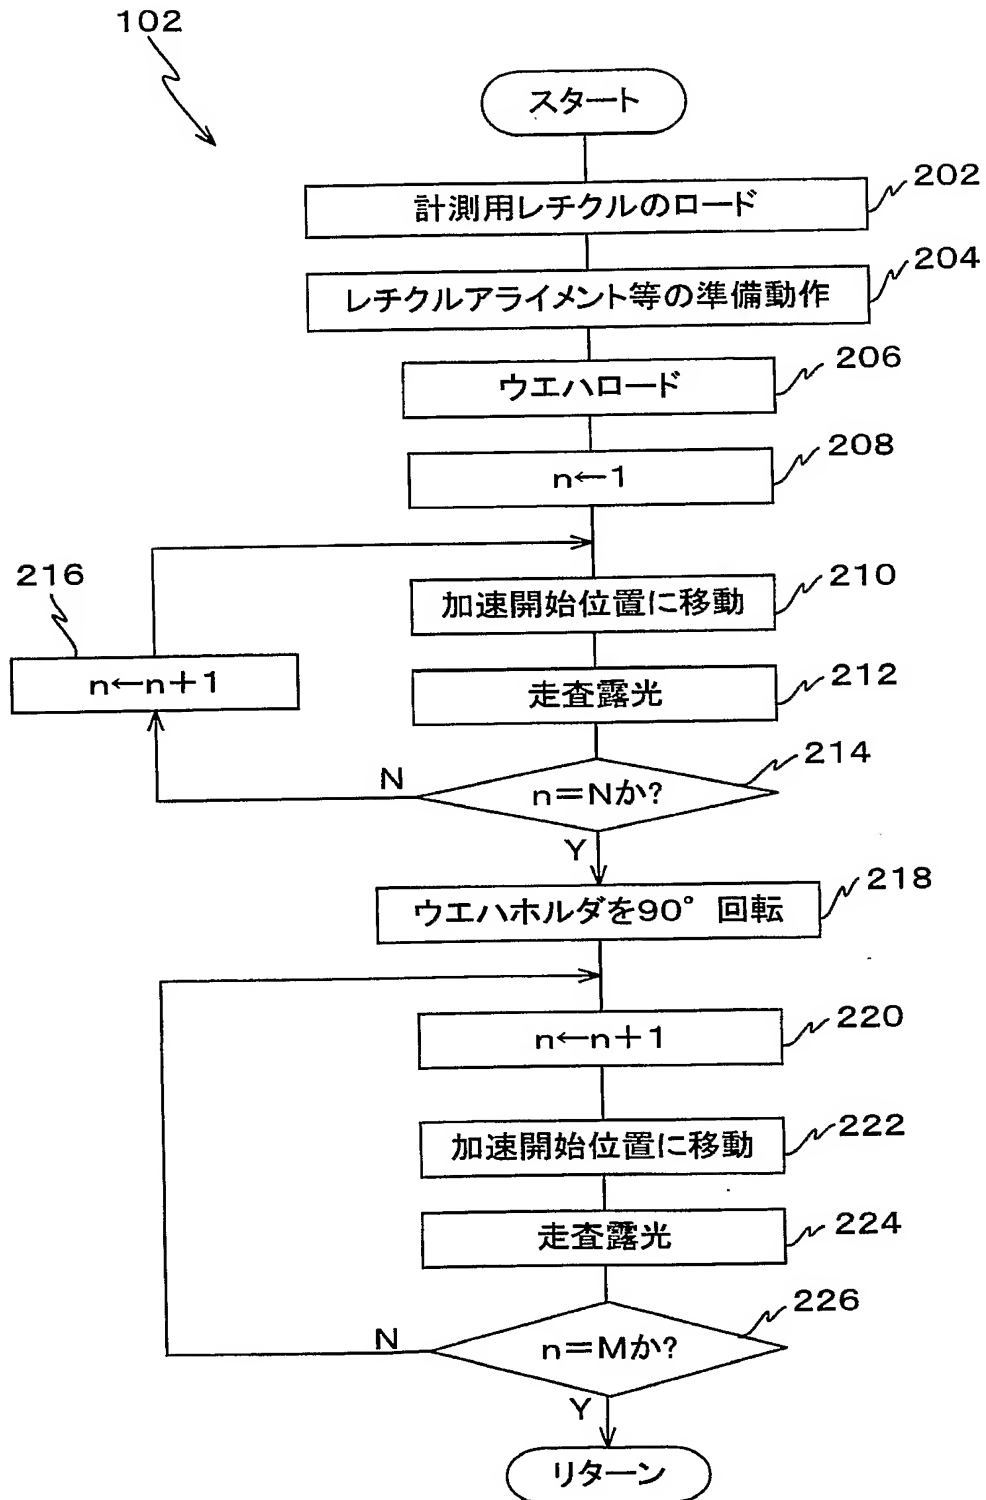 102
スタート
計測用レチクルのロード
202
レチクルアライメント等の準備動作
204
ウエハロード
206
n←1
208
加速開始位置に移動
210
216
n←n+1
走査露光
212
n=Nか?
214
N
Y
ウエハホルダを90° 回転
218
n←n+1
220
加速開始位置に移動
222
走査露光
224
n=Mか?
226
N
Y
リターン